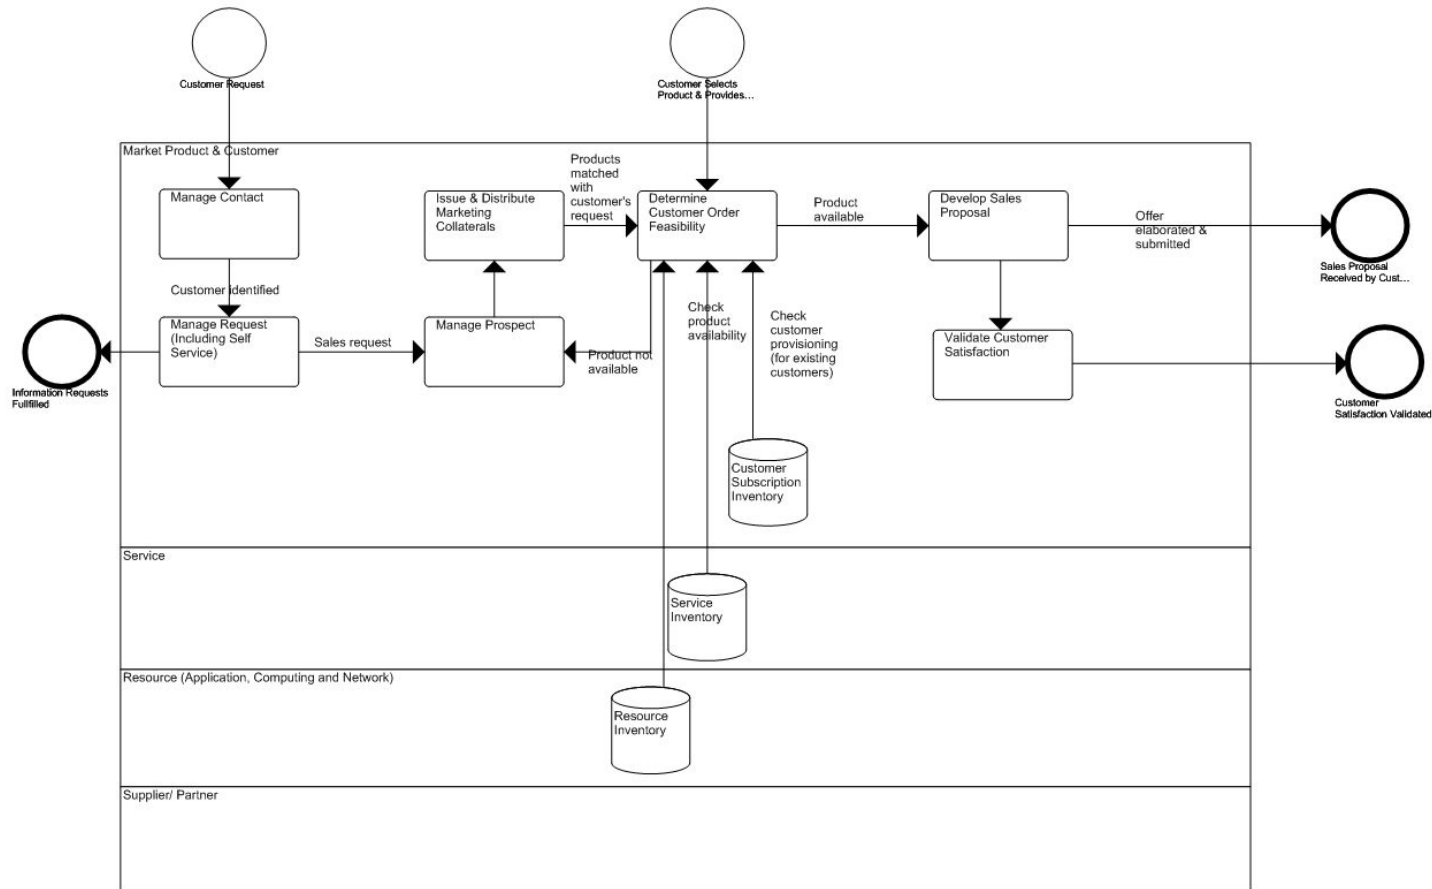 Customer Request
Customer Selects
Product & Provides...
Market Product & Customer
Manage Contact
Issue & Distribute
Marketing
Collaterals
Products
matched
with
customer's
request
Determine
Customer Order
Feasibility
Product
available
Develop Sales
Proposal
Offer
elaborated &
submitted
Sales Proposal
Received by Cust...
Customer identified
Manage Request
(Including Self
Service)
Sales request
Manage Prospect
Product not
available
Check
product
availability
Check
customer
provisioning
(for existing
customers)
Validate Customer
Satisfaction
Information Requests
Fullfilled
Customer
Satisfaction Validated
Customer
Subscription
Inventory
Service
Service
Inventory
Resource (Application, Computing and Network)
Resource
Inventory
Supplier/ Partner